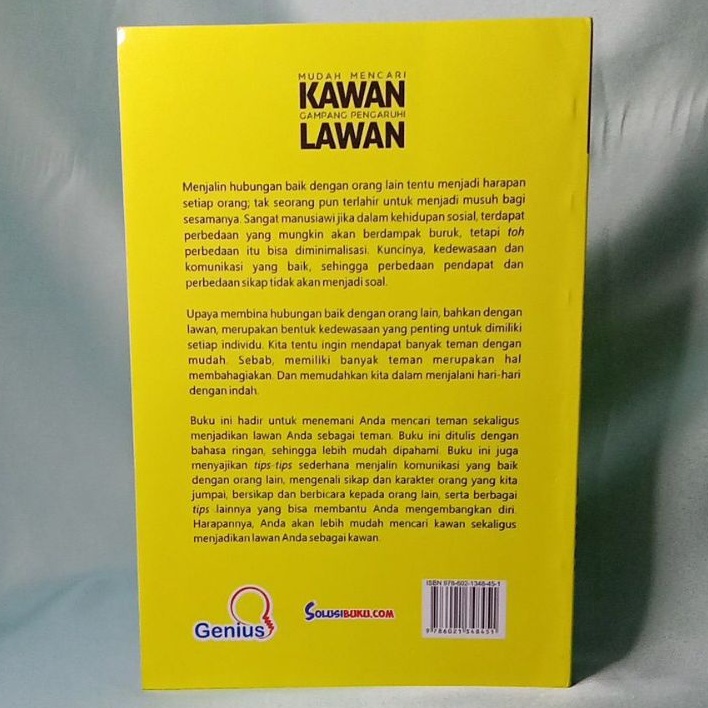 MUDAH MENCARI
KAWAN
GAMPANG PENGARUHI
LAWAN
Menjalin hubungan baik dengan orang lain tentu menjadi harapan
setiap orang; tak seorang pun terlahir untuk menjadi musuh bagi
sesamanya. Sangat manusiawi jika dalam kehidupan sosial, terdapat
perbedaan yang mungkin akan berdampak buruk, tetapi toh
perbedaan itu bisa diminimalisasi. Kuncinya, kedewasaan dan
komunikasi yang baik, sehingga perbedaan pendapat dan
perbedaan sikap tidak akan menjadi soal.
Upaya membina hubungan baik dengan orang lain, bahkan dengan
lawan, merupakan bentuk kedewasaan yang penting untuk dimiliki
setiap individu. Kita tentu ingin mendapat banyak teman dengan
mudah. Sebab, memiliki banyak teman merupakan hal
membahagiakan. Dan memudahkan kita dalam menjalani hari-hari
dengan indah.
Buku ini hadir untuk menemani Anda mencari teman sekaligus
menjadikan lawan Anda sebagai teman. Buku ini ditulis dengan
bahasa ringan, sehingga lebih mudah dipahami. Buku ini juga
menyajikan tips-tips sederhana menjalin komunikasi yang baik
dengan orang lain, mengenali sikap dan karakter orang yang kita
jumpai, bersikap dan berbicara kepada orang lain, serta berbagai
tips lainnya yang bisa membantu Anda mengembangkan diri.
Harapannya, Anda akan lebih mudah mencari kawan sekaligus
menjadikan lawan Anda sebagai kawan.
Genius
SOLUSIBUKU.COM
ISBN 978-602-1348-45-1
9 786021 348451